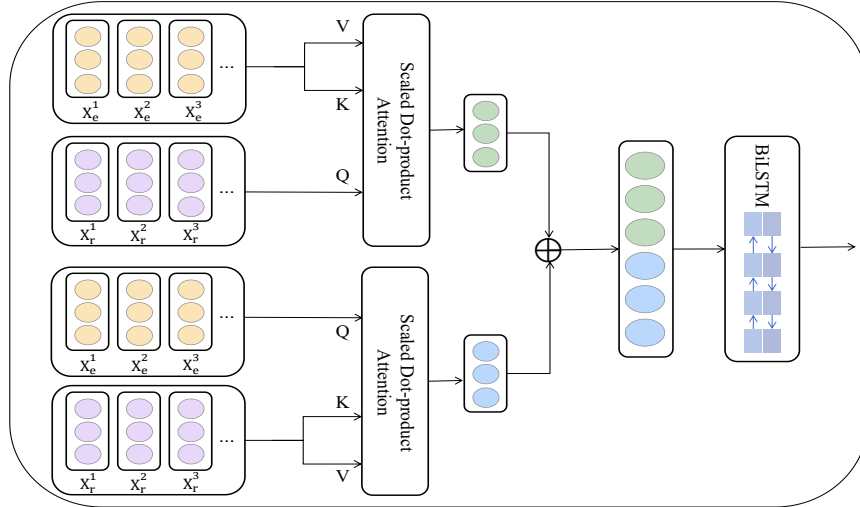 X_e^1 X_e^2 X_e^3 ...
V
K
Scaled Dot-product
Attention
X_r^1 X_r^2 X_r^3 ...
Q
BiLSTM
X_e^1 X_e^2 X_e^3 ...
Q
Scaled Dot-product
Attention
X_r^1 X_r^2 X_r^3 ...
K
V